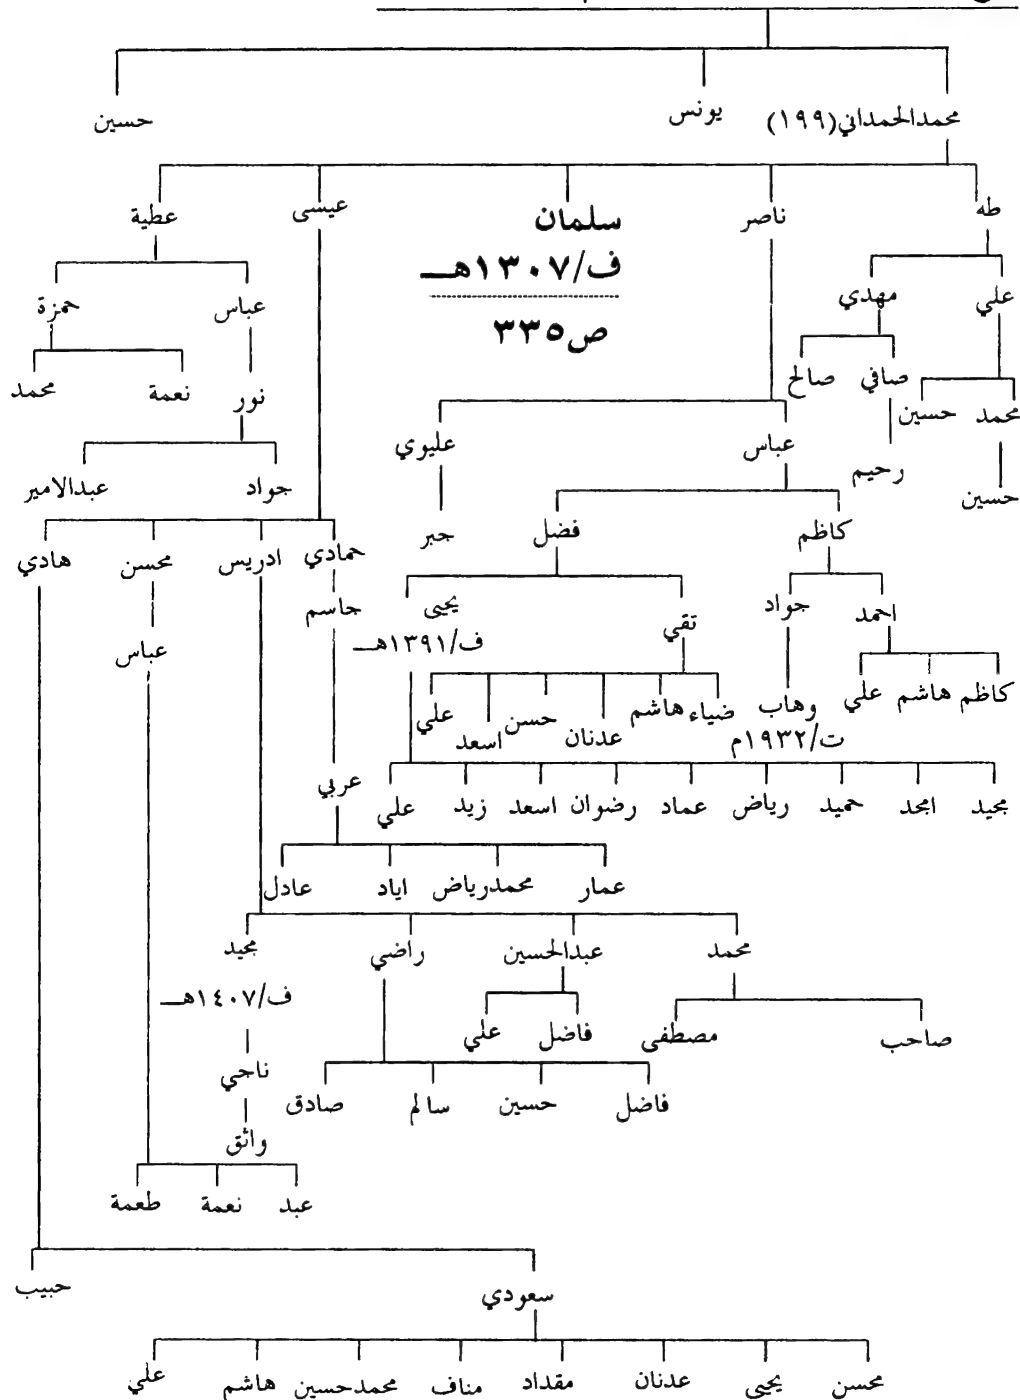 محمدالحمداني(١٩٩) يونس حسين
طه ناصر سلمان عيسى عطية
ف/١٣٠٧هـ
ص٣٣٥
علي مهدي عباس حمزة
محمد حسين صافي صالح نور نعمة محمد
حسين رحيم عباس عليوي جواد عبدالامير
كاظم فضل جبر حمادي ادريس محسن هادي
احمد جواد تقي يحيى جاسم عباس
ف/١٣٩١هـ
كاظم هاشم علي وهاب ضياء هاشم عدنان حسن اسعد علي
ت/١٩٣٢م
مجيد امجد حميد رياض عماد رضوان اسعد زيد علي عربي
عمار محمدرياض اياد عادل
محمد عبدالحسين راضي مجيد
ف/١٤٠٧هـ
صاحب مصطفى فاضل علي ناجي
فاضل حسين سالم صادق واثق
عبد نعمة طعمة
سعودي حبيب
محسن يحيى عدنان مقداد مناف محمدحسين هاشم علي